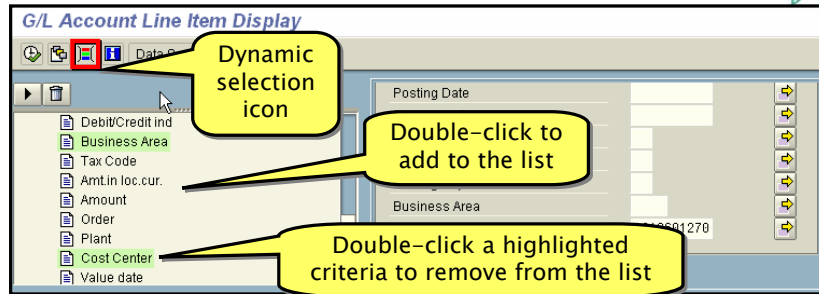 G/L Account Line Item Display
Dynamic
selection
icon
Debit/Credit ind
Business Area
Tax Code
Amt.in loc.cur.
Amount
Order
Plant
Cost Center
Value date
Posting Date
Double-click to
add to the list
Business Area
Double-click a highlighted
criteria to remove from the list